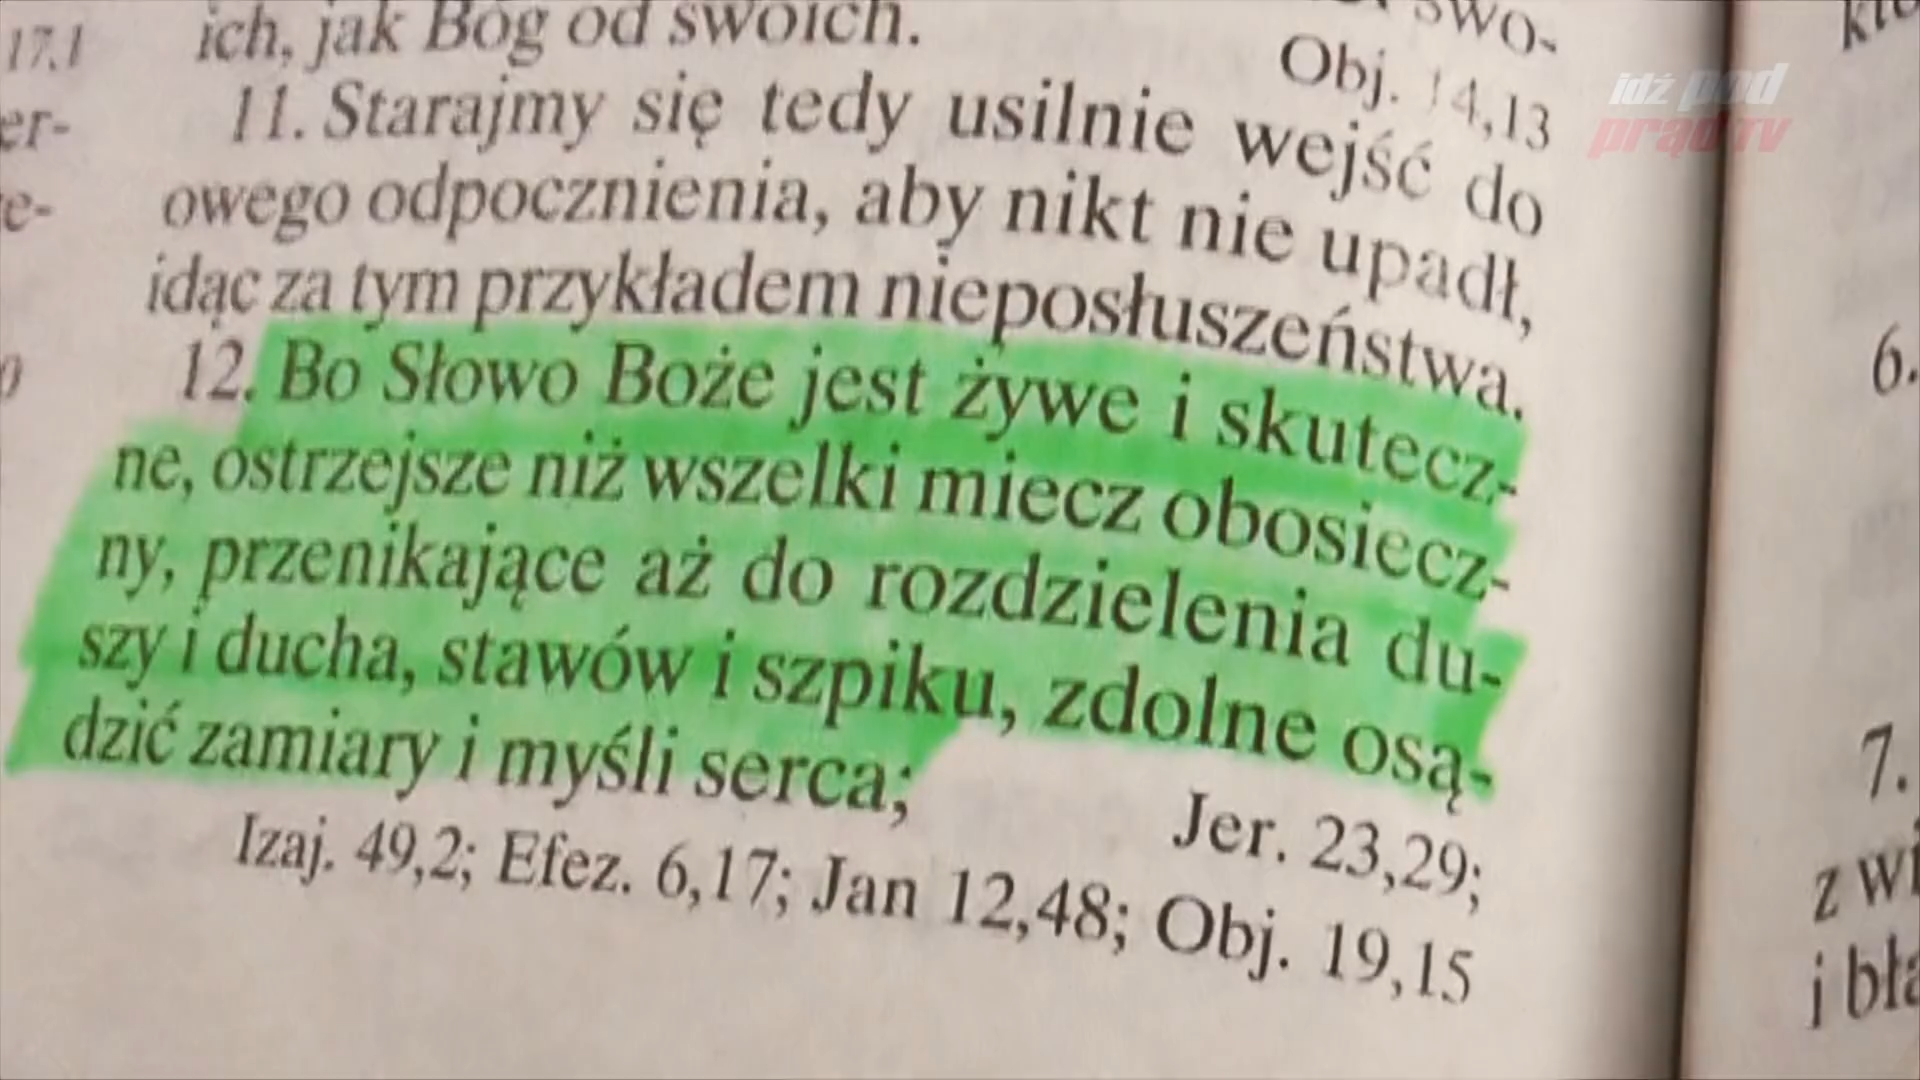 17.1
er-
ich, jak Bóg od swoich.
swo-
Obj. 14,13
11. Starajmy się tedy usilnie wejść do
owego odpocznienia, aby nikt nie upadł,
idąc za tym przykładem nieposłuszeństwa.
12. Bo Słowo Boże jest żywe i skutecz-
ne, ostrzejsze niż wszelki miecz obosiecz-
ny, przenikające aż do rozdzielenia du-
szy i ducha, stawów i szpiku, zdolne osą-
dzić zamiary i myśli serca;
Jer. 23,29;
Izaj. 49,2; Efez. 6,17; Jan 12,48; Obj. 19,15
6.
7.
z wi
i bła
idź pod
prąd TV